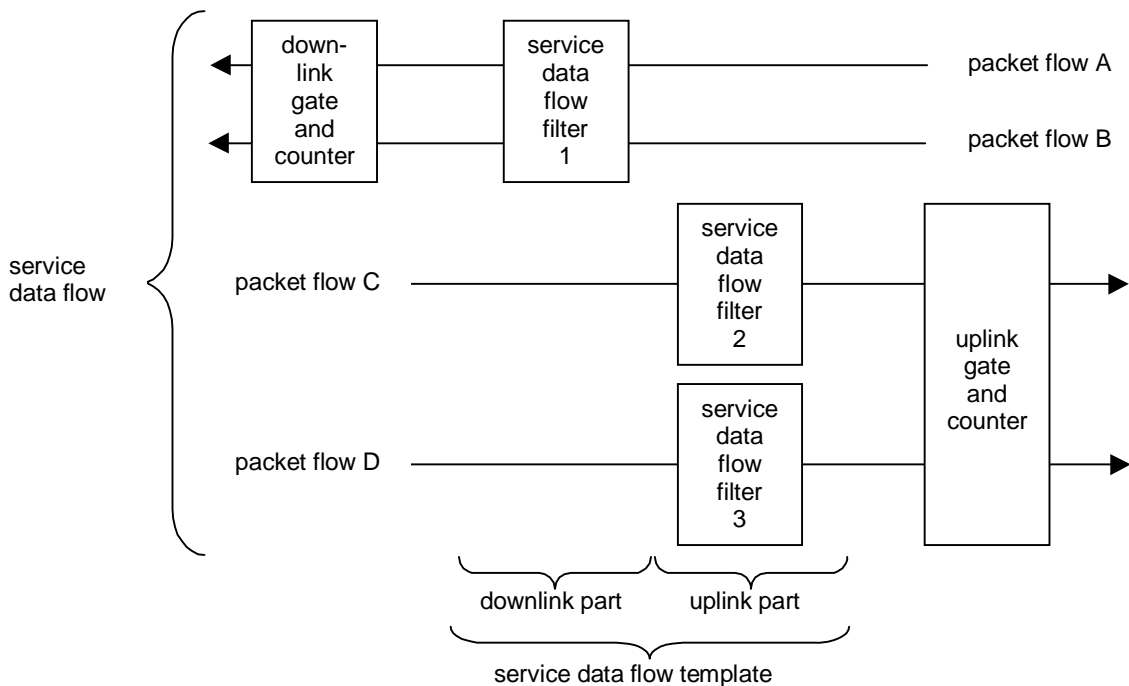 down-
link
gate
and
counter
service
data
flow
filter
1
packet flow A
packet flow B
service
data flow
packet flow C
service
data
flow
filter
2
uplink
gate
and
counter
packet flow D
service
data
flow
filter
3
downlink part
uplink part
service data flow template